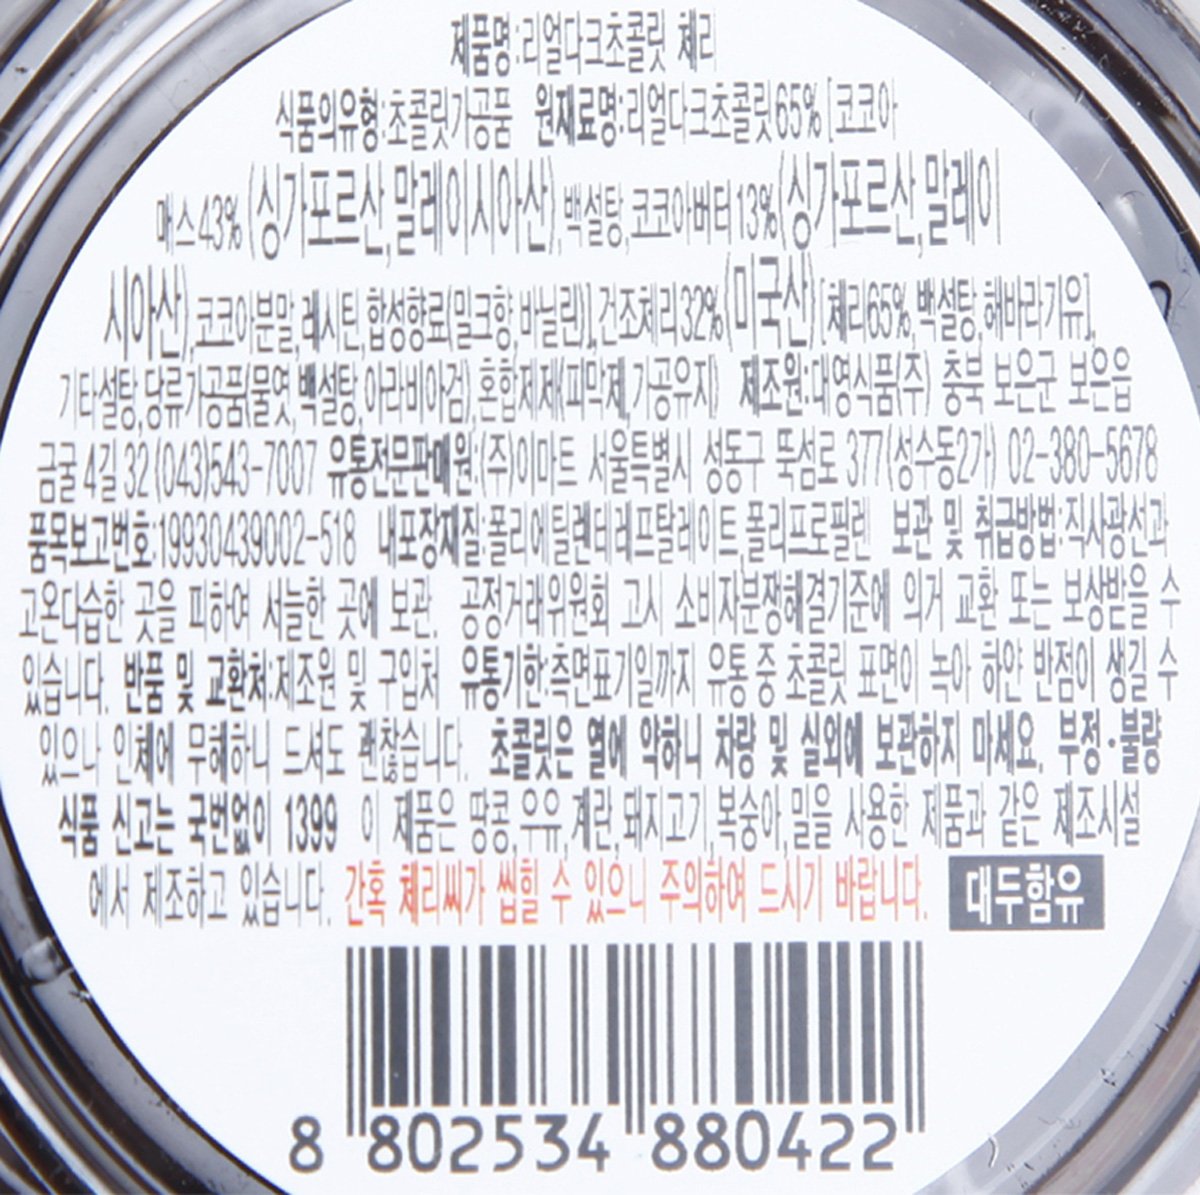 제품명:리얼다크초콜릿 체리
식품의유형:초콜릿가공품 원재료명:리얼다크초콜릿65% [코코아
매스43%(싱가포르산,말레이시아산),백설탕,코코아버터13%(싱가포르산,말레이
시아산),코코아분말,레시틴,합성향료(밀크향,바닐린)],건조체리32%(미국산)[체리65%,백설탕,해바라기유],
기타설탕,당류가공품(물엿,백설탕,아라비아검),혼합제제(피막제,가공유지) 제조원:대영식품(주) 충북 보은군 보은읍
금굴4길 32 (043)543-7007 유통전문판매원:(주)이마트 서울특별시 성동구 뚝섬로 377(성수동2가) 02-380-5678
품목보고번호:19930439002-518 내포장재질:폴리에틸렌테레프탈레이트,폴리프로필렌 보관 및 취급방법:직사광선과
고온다습한 곳을 피하여 서늘한 곳에 보관. 공정거래위원회 고시 소비자분쟁해결기준에 의거 교환 또는 보상받을 수
있습니다. 반품 및 교환처:제조원 및 구입처 유통기한:측면표기일까지 유통 중 초콜릿 표면이 녹아 하얀 반점이 생길 수
있으나 인체에 무해하니 드셔도 괜찮습니다. 초콜릿은 열에 약하니 차량 및 실외에 보관하지 마세요. 부정·불량
식품 신고는 국번없이 1399 이 제품은 땅콩,우유,계란,돼지고기,복숭아,밀을 사용한 제품과 같은 제조시설
에서 제조하고 있습니다. 간혹 체리씨가 씹힐 수 있으니 주의하여 드시기 바랍니다. 대두함유
8 802534 880422